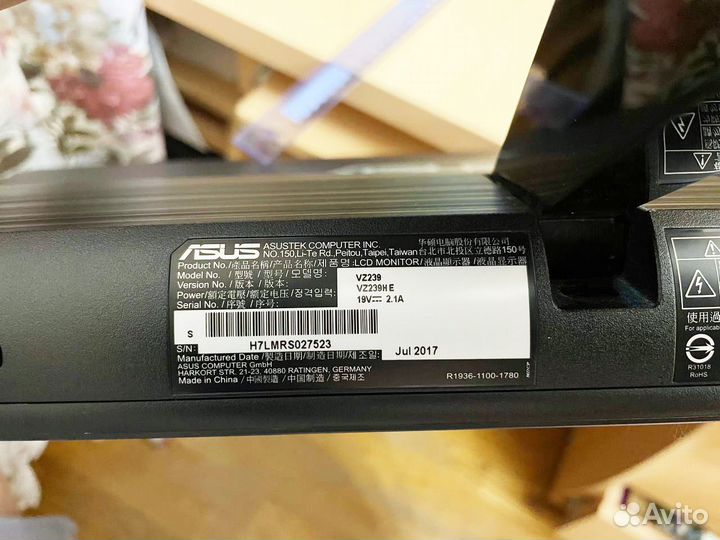 ASUS
ASUSTEK COMPUTER INC. 华硕电脑股份有限公司
NO.150,Li-Te Rd.,Peitou,Taipei,Taiwan 台北市北投区立德路150号
Product No./產品名稱/产品名称/제품명:LCD MONITOR/液晶顯示器/液晶显示器
Model No./型號/型号/모델명: VZ239
Version No./版本/版本: VZ239HE
Power/額定電壓/额定电压/정격입력: 19V 2.1A
Serial No./序號/序号:
S
S/N: H7LMRS027523
Manufactured Date/製造日期/制造日期/제조일: Jul 2017
ASUS COMPUTER GmbH
HARKORT STR. 21-23, 40880 RATINGEN, GERMANY
Made in China/中國製造/中国制造/중국제조 R1936-1100-1780
使用過
For applicable
R31018
RoHS
Avito